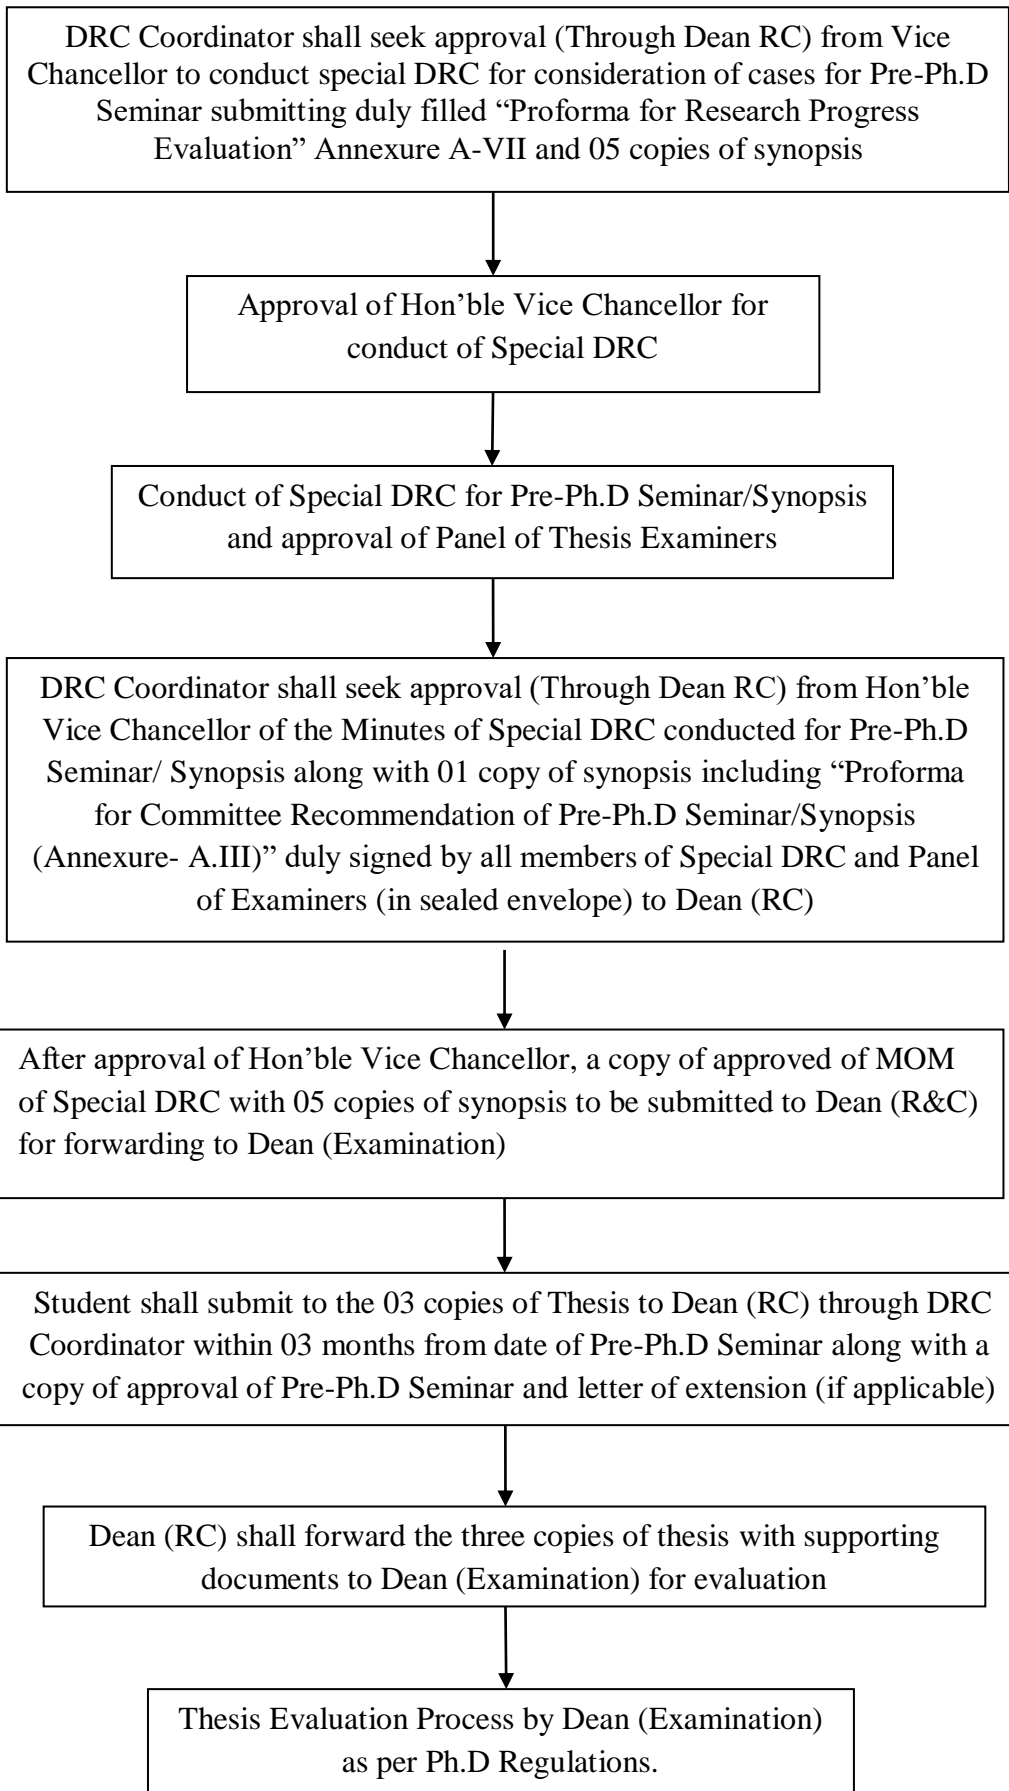 DRC Coordinator shall seek approval (Through Dean RC) from Vice
Chancellor to conduct special DRC for consideration of cases for Pre-Ph.D
Seminar submitting duly filled “Proforma for Research Progress
Evaluation” Annexure A-VII and 05 copies of synopsis
Approval of Hon’ble Vice Chancellor for
conduct of Special DRC
Conduct of Special DRC for Pre-Ph.D Seminar/Synopsis
and approval of Panel of Thesis Examiners
DRC Coordinator shall seek approval (Through Dean RC) from Hon’ble
Vice Chancellor of the Minutes of Special DRC conducted for Pre-Ph.D
Seminar/ Synopsis along with 01 copy of synopsis including “Proforma
for Committee Recommendation of Pre-Ph.D Seminar/Synopsis
(Annexure- A.III)” duly signed by all members of Special DRC and Panel
of Examiners (in sealed envelope) to Dean (RC)
After approval of Hon’ble Vice Chancellor, a copy of approved of MOM
of Special DRC with 05 copies of synopsis to be submitted to Dean (R&C)
for forwarding to Dean (Examination)
Student shall submit to the 03 copies of Thesis to Dean (RC) through DRC
Coordinator within 03 months from date of Pre-Ph.D Seminar along with a
copy of approval of Pre-Ph.D Seminar and letter of extension (if applicable)
Dean (RC) shall forward the three copies of thesis with supporting
documents to Dean (Examination) for evaluation
Thesis Evaluation Process by Dean (Examination)
as per Ph.D Regulations.